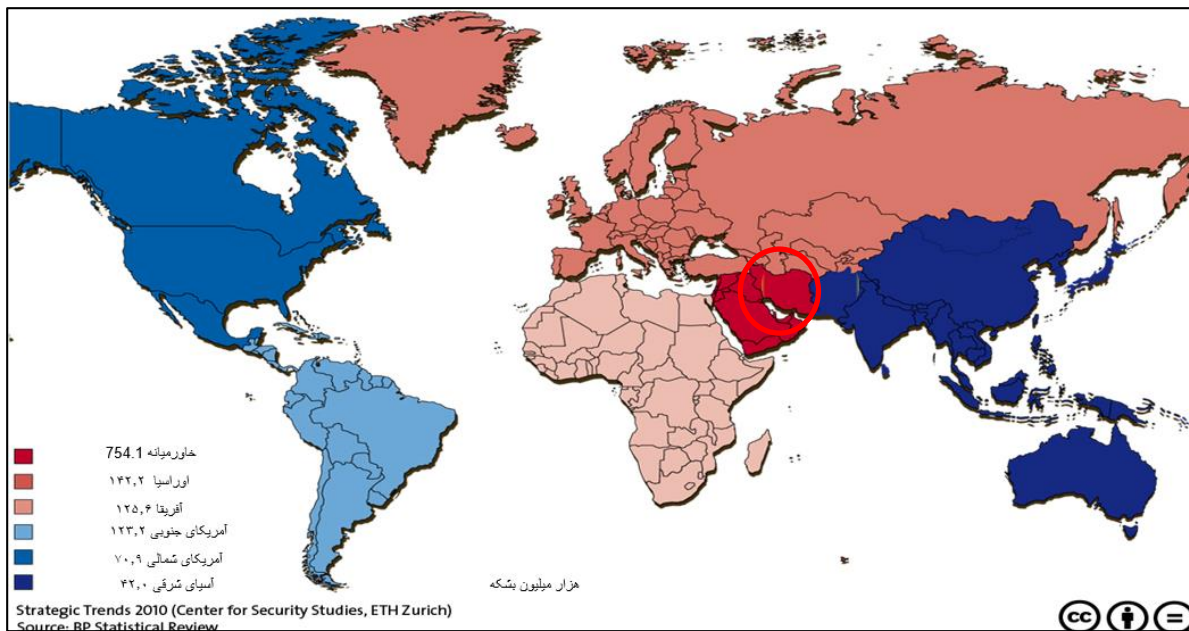 خاورمیانه 754.1
اوراسیا ۱۴۲,۲
آفریقا ۱۲۵,۶
آمریکای جنوبی ۱۲۳,۲
آمریکای شمالی ۷۰,۹
آسیای شرقی ۴۲,۰
هزار میلیون بشکه
Strategic Trends 2010 (Center for Security Studies, ETH Zurich)
Source: BP Statistical Review
cc